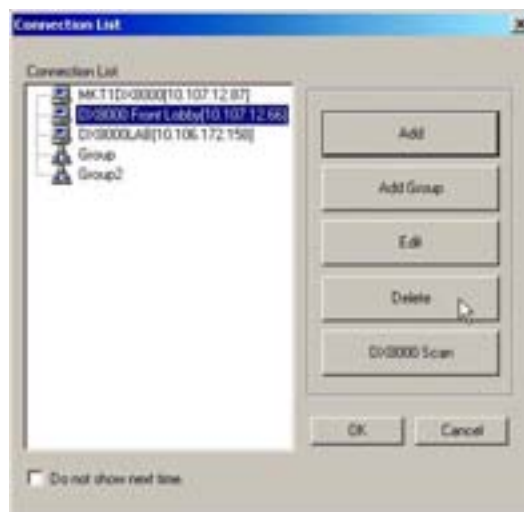 Connection List
Connection List
MKT1DX8000[10.107.12.87]
DX8000 Front Lobby[10.107.12.66]
DX8000LAB[10.106.172.158]
Group
Group2
Add
Add Group
Edit
Delete
DX8000 Scan
OK
Cancel
Do not show next time.